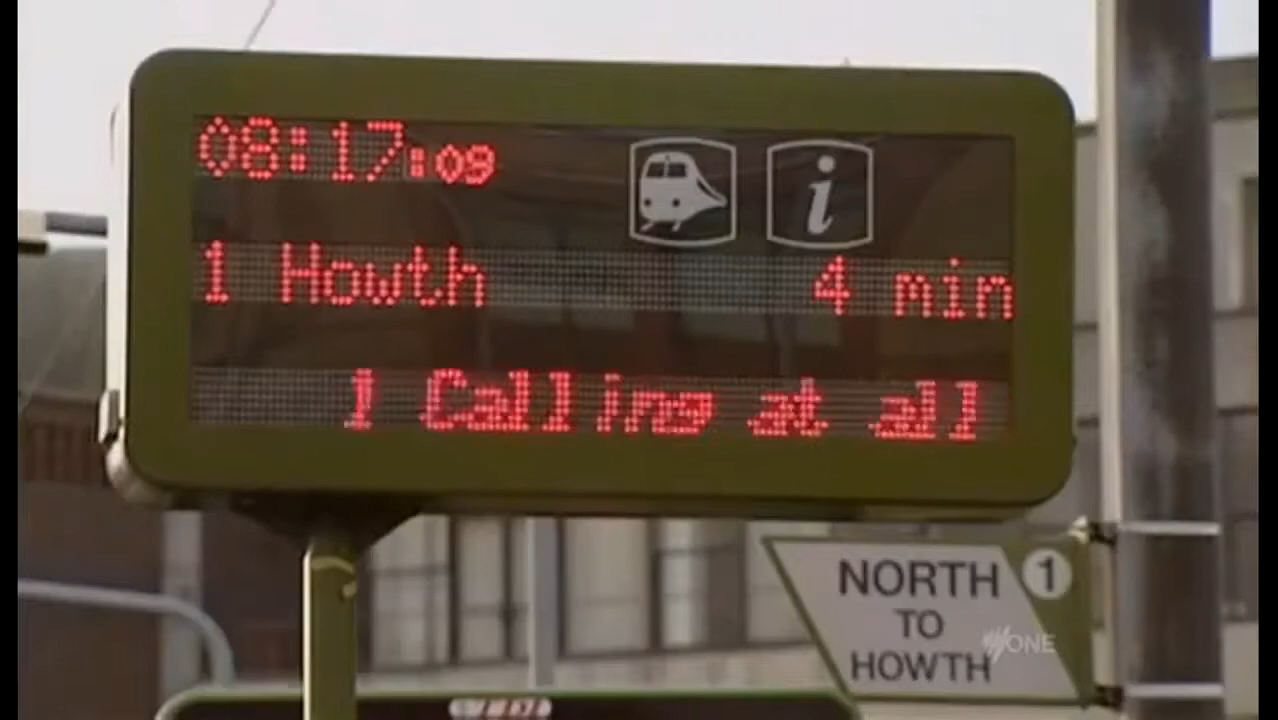 08:17:09
i
1 Howth 4 min
1 Calling at all
NORTH 1
TO
HOWTH
ONE